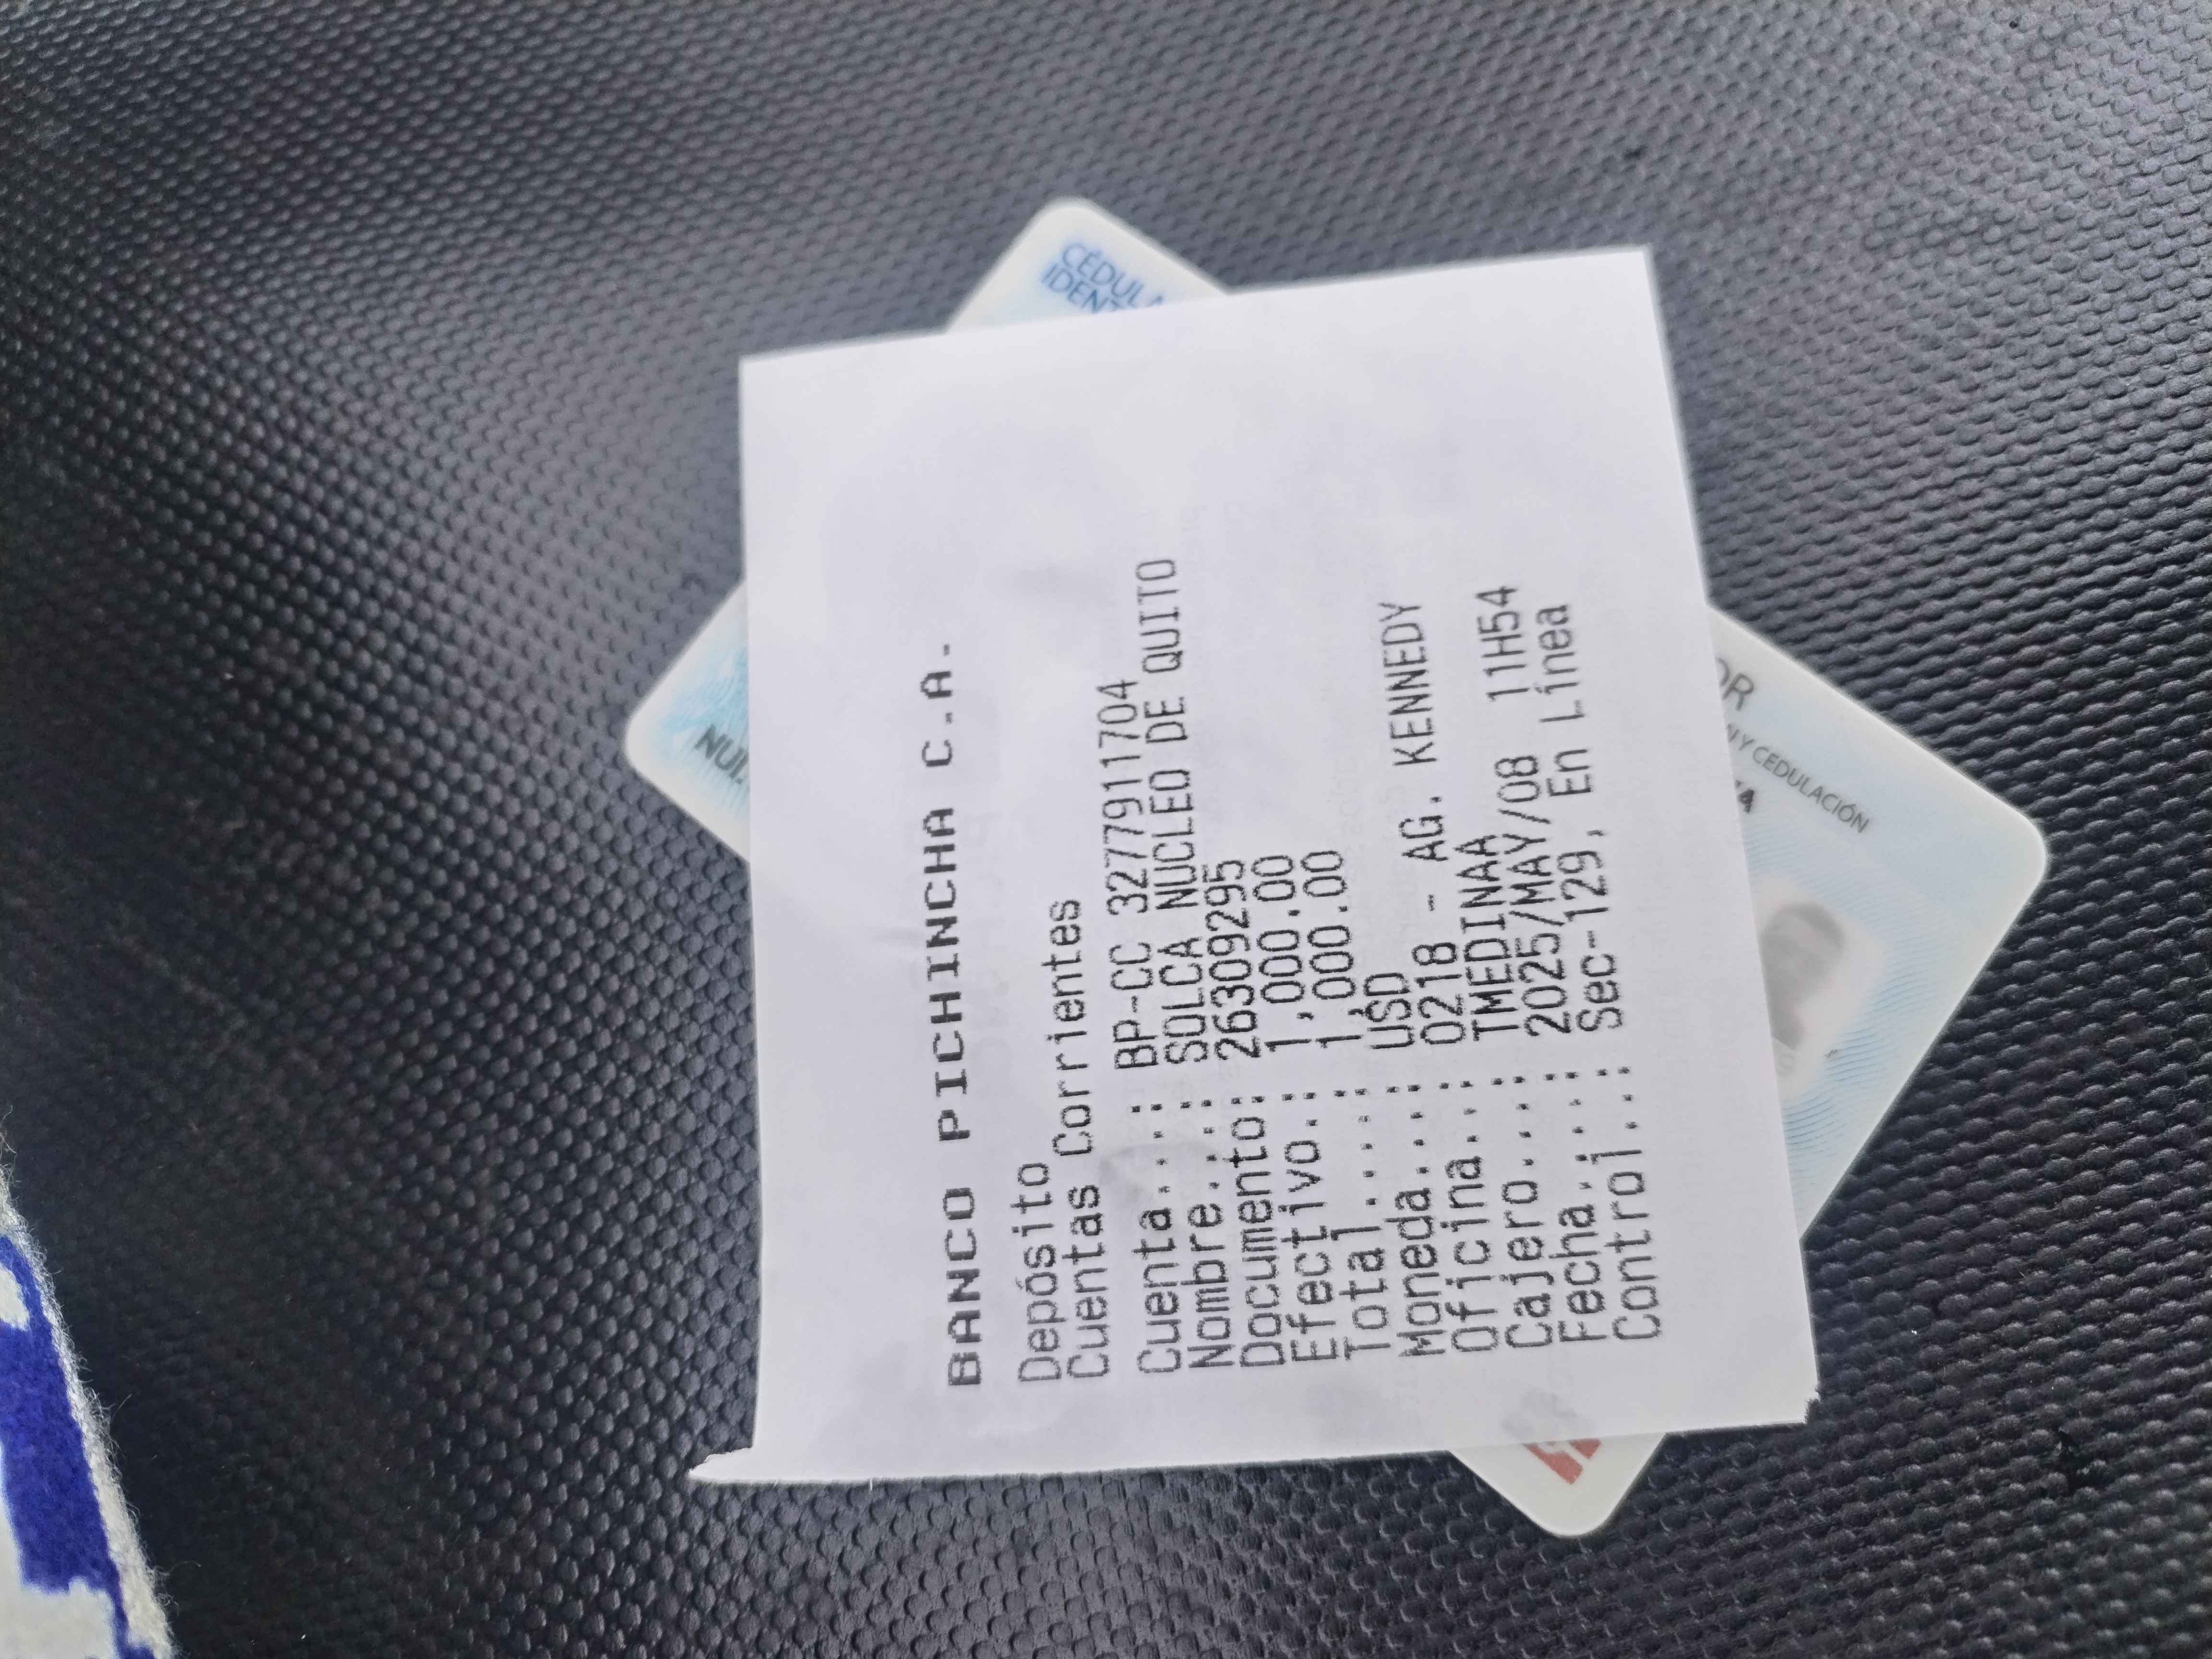 BANCO PICHINCHA C.A.
Depósito
Cuentas Corrientes
Cuenta....: BP-CC 3277911704
Nombre....: SOLCA NUCLEO DE QUITO
Documento: 26309295
Efectivo.: 1,000.00
Total....: 1,000.00
Moneda...: USD
Oficina..: 0218 - AG. KENNEDY
Cajero...: TMEDINAA
Fecha....: 2025/MAY/08 11H54
Control..: Sec-129, En Línea
CÉDULA
NUI.
Y CEDULACIÓN